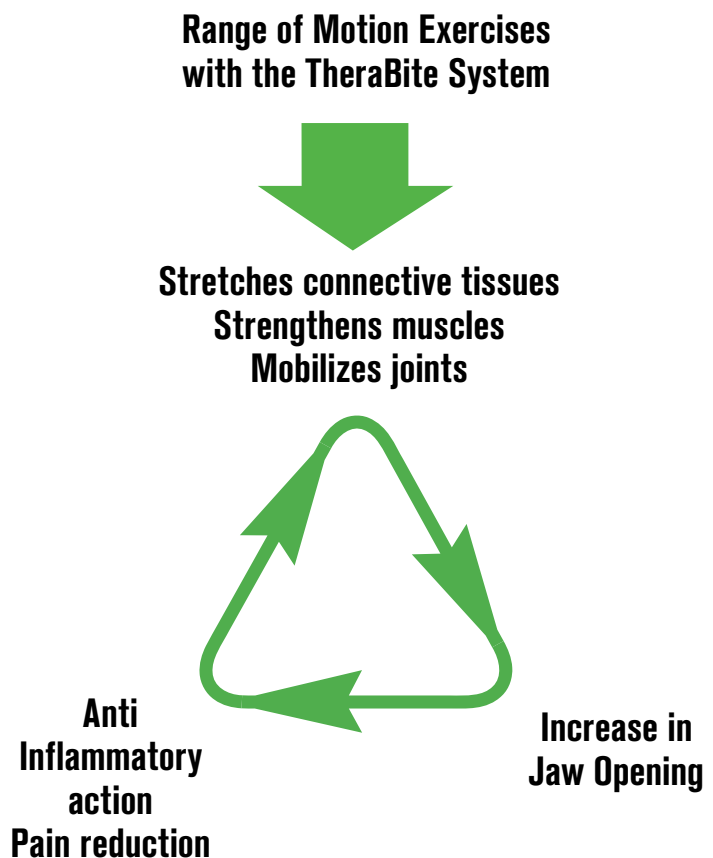 Range of Motion Exercises
with the TheraBite System
Stretches connective tissues
Strengthens muscles
Mobilizes joints
Anti
Inflammatory
action
Pain reduction
Increase in
Jaw Opening